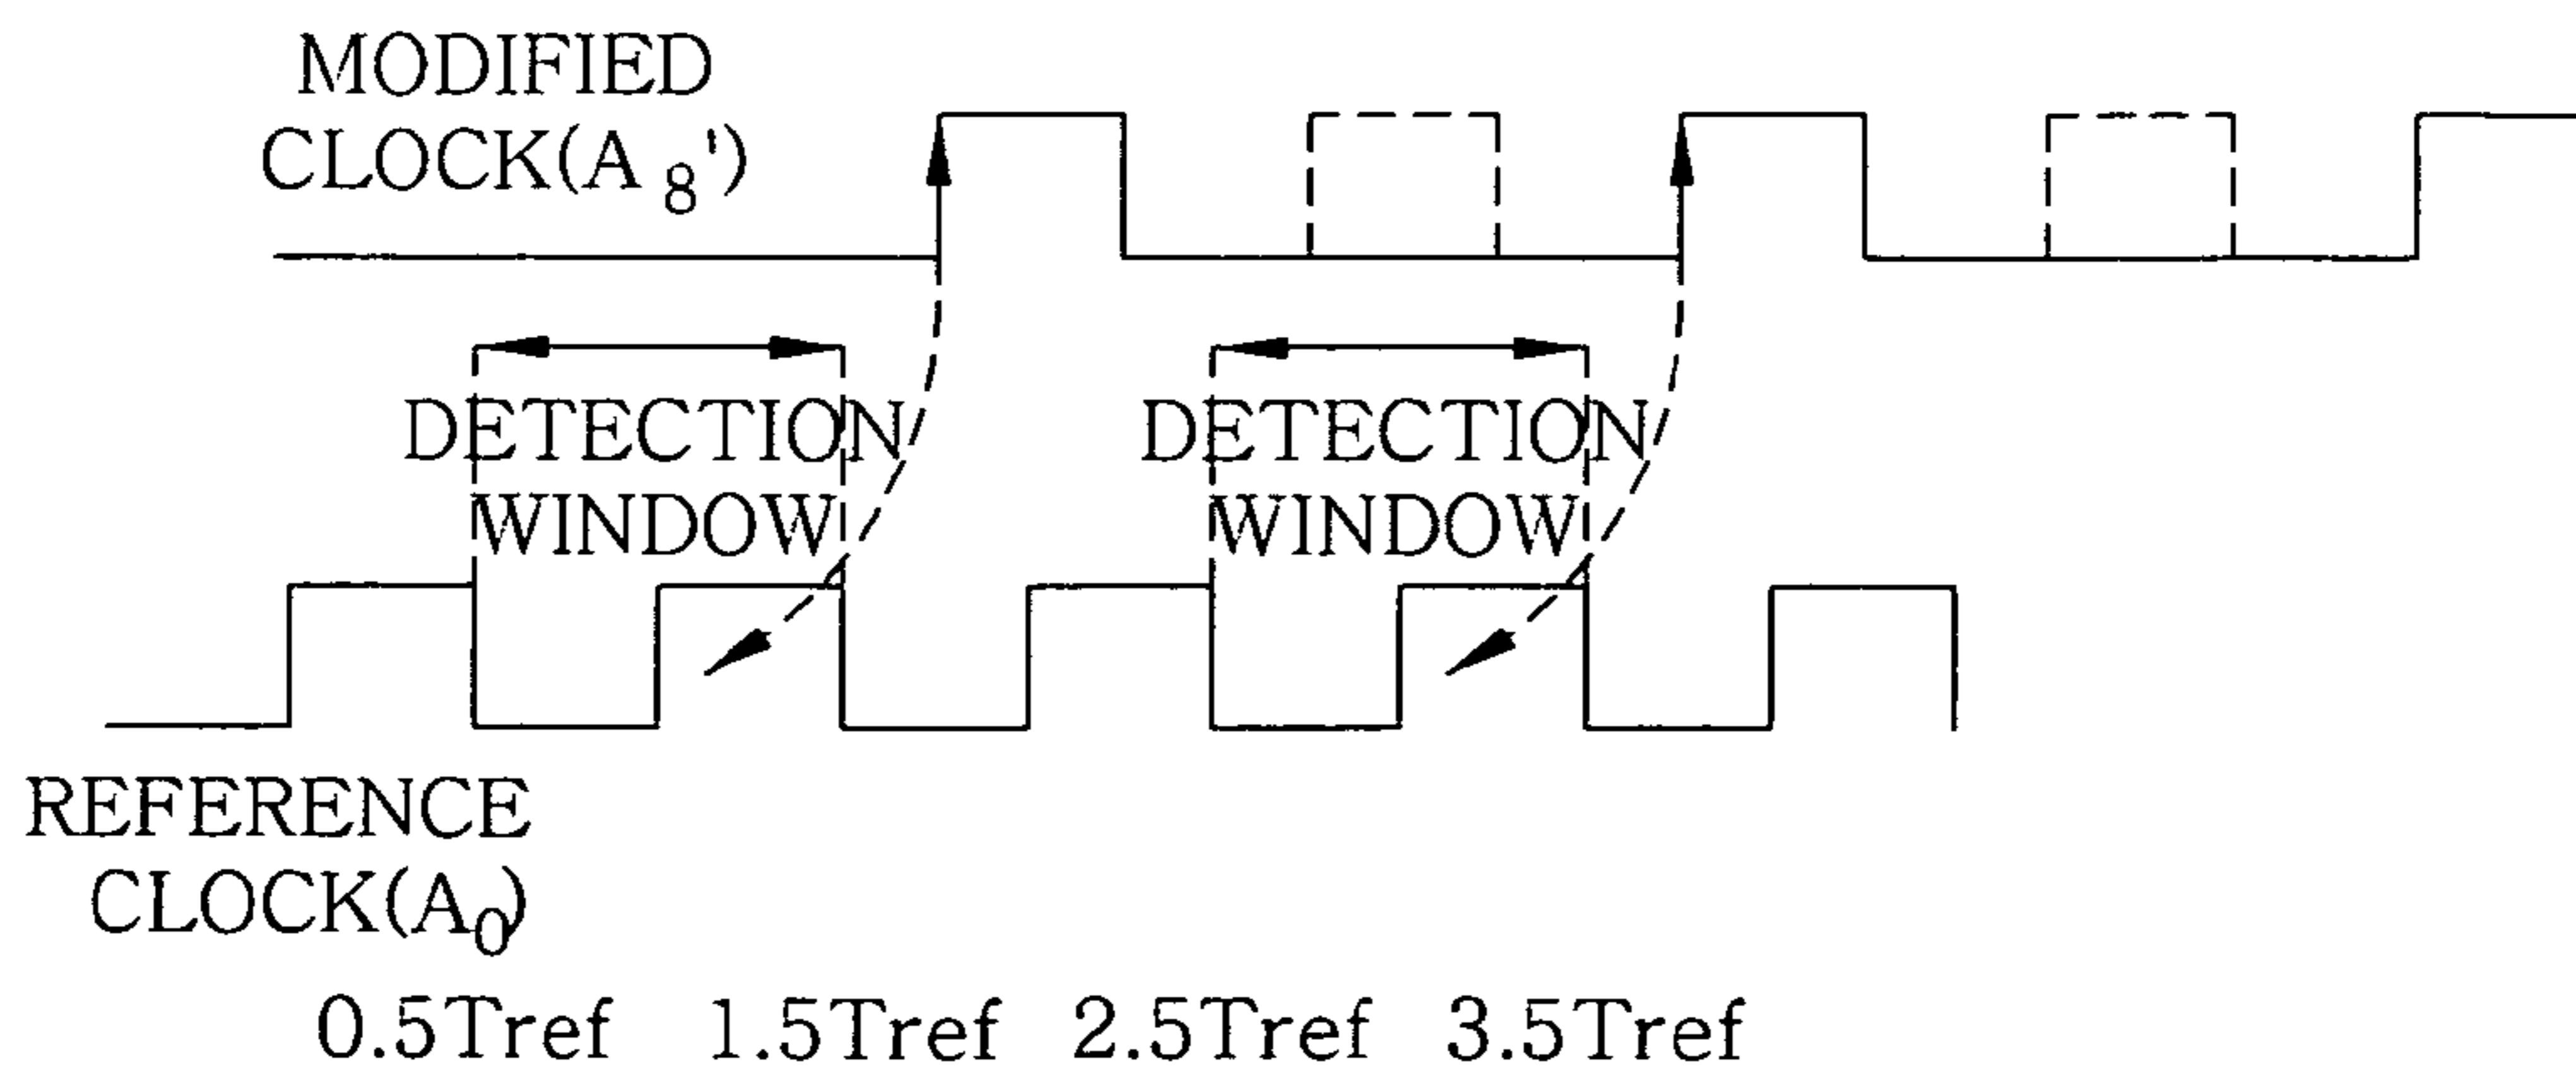 MODIFIED
CLOCK(A8')
DETECTION
WINDOW
DETECTION
WINDOW
REFERENCE
CLOCK(A0)
0.5Tref 1.5Tref 2.5Tref 3.5Tref